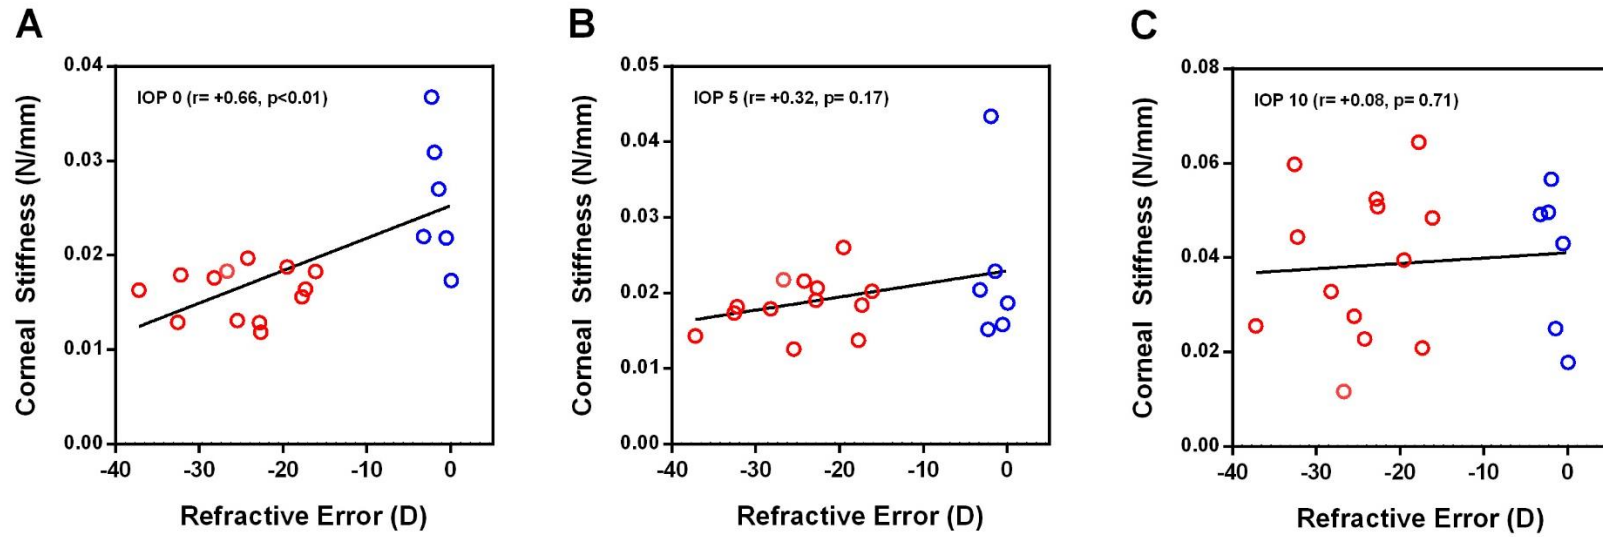 A
B
C
0.04
0.03
0.02
0.01
0.00
IOP 0 (r= +0.66, p<0.01)
Corneal Stiffness (N/mm)
-40 -30 -20 -10 0
Refractive Error (D)
0.05
0.04
0.03
0.02
0.01
0.00
IOP 5 (r= +0.32, p= 0.17)
Corneal Stiffness (N/mm)
-40 -30 -20 -10 0
Refractive Error (D)
0.08
0.06
0.04
0.02
0.00
IOP 10 (r= +0.08, p= 0.71)
Corneal Stiffness (N/mm)
-40 -30 -20 -10 0
Refractive Error (D)